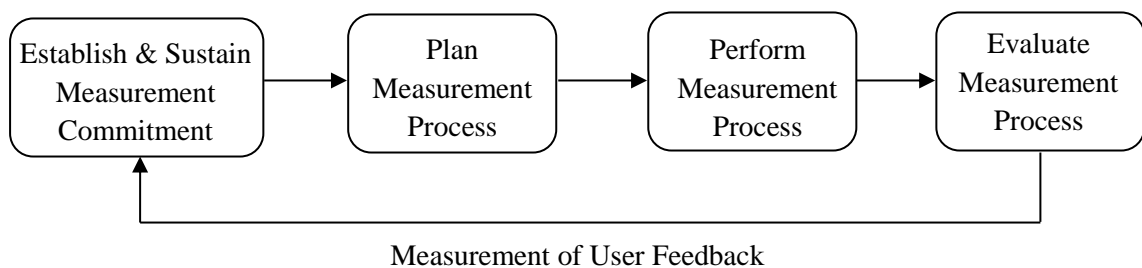 Establish & Sustain
Measurement
Commitment
Plan
Measurement
Process
Perform
Measurement
Process
Evaluate
Measurement
Process
Measurement of User Feedback